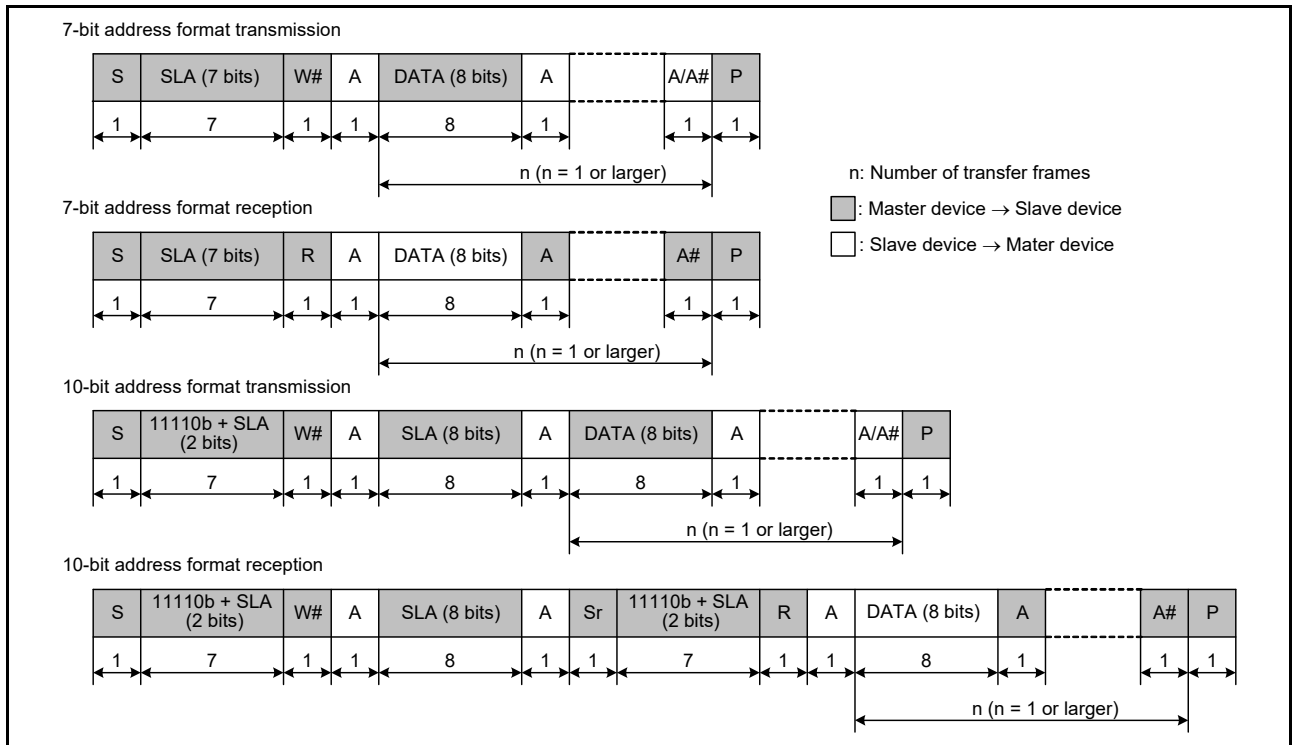 7-bit address format transmission
S SLA (7 bits) W# A DATA (8 bits) A A/A# P
1 7 1 1 8 1 1 1
n (n = 1 or larger)
n: Number of transfer frames
: Master device → Slave device
: Slave device → Mater device
7-bit address format reception
S SLA (7 bits) R A DATA (8 bits) A A# P
1 7 1 1 8 1 1 1
n (n = 1 or larger)
10-bit address format transmission
S 11110b + SLA (2 bits) W# A SLA (8 bits) A DATA (8 bits) A A/A# P
1 7 1 1 8 1 8 1 1 1
n (n = 1 or larger)
10-bit address format reception
S 11110b + SLA (2 bits) W# A SLA (8 bits) A Sr 11110b + SLA (2 bits) R A DATA (8 bits) A A# P
1 7 1 1 8 1 1 7 1 1 8 1 1 1
n (n = 1 or larger)